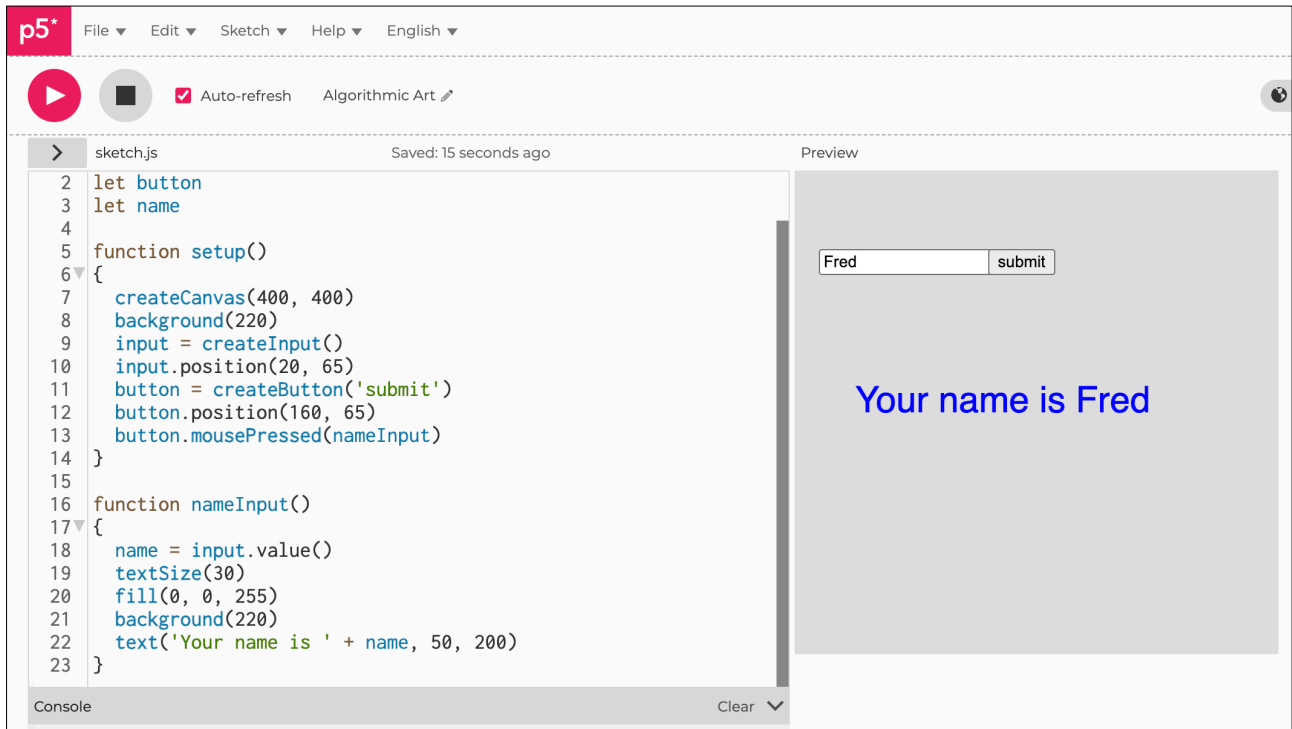 p5* File Edit Sketch Help English
Auto-refresh Algorithmic Art
sketch.js Saved: 15 seconds ago Preview
2 let button
3 let name
4
5 function setup()
6 {
7 createCanvas(400, 400)
8 background(220)
9 input = createInput()
10 input.position(20, 65)
11 button = createButton('submit')
12 button.position(160, 65)
13 button.mousePressed(nameInput)
14 }
15
16 function nameInput()
17 {
18 name = input.value()
19 textSize(30)
20 fill(0, 0, 255)
21 background(220)
22 text('Your name is ' + name, 50, 200)
23 }
Console Clear
Fred submit
Your name is Fred